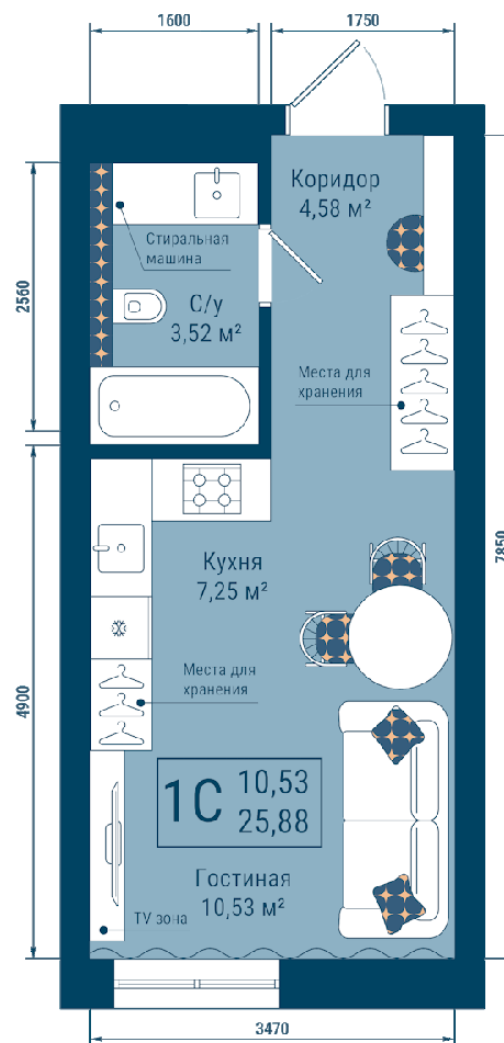 1600
1750
Коридор
4,58 м²
Стиральная
машина
С/у
3,52 м²
2560
Места для
хранения
7850
Кухня
7,25 м²
Места для
хранения
4900
1С
10,53
25,88
Гостиная
10,53 м²
TV зона
3470